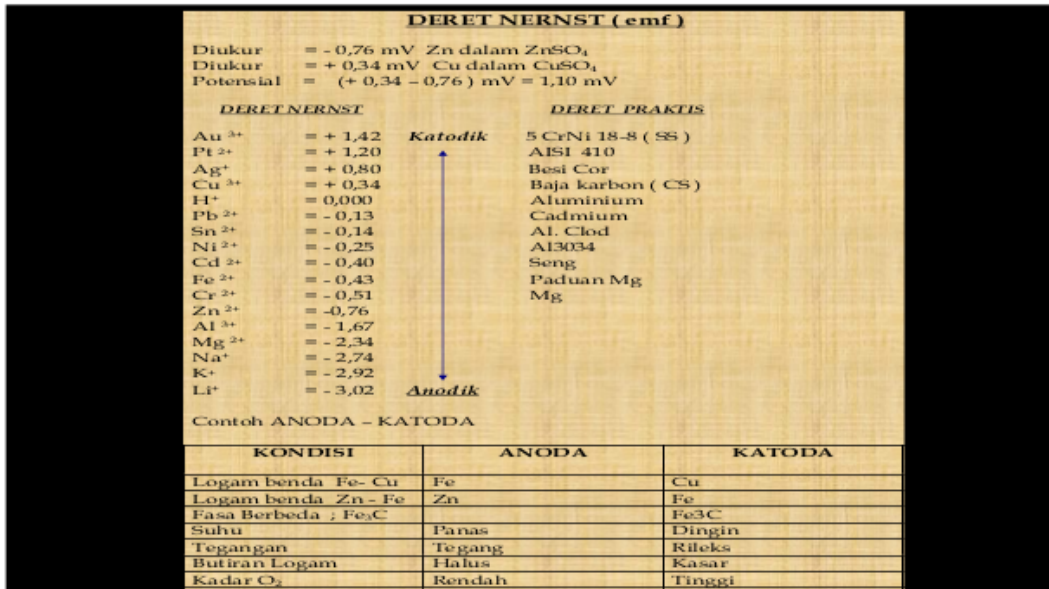 DERET NERNST ( emf )
Diukur = - 0,76 mV Zn dalam ZnSO₄
Diukur = + 0,34 mV Cu dalam CuSO₄
Potensial = (+ 0,34 – 0,76 ) mV = 1,10 mV
DERET NERNST DERET PRAKTIS
Au ³⁺ = + 1,42 Katodik 5 CrNi 18-8 ( SS )
Pt ²⁺ = + 1,20 AISI 410
Ag⁺ = + 0,80 Besi Cor
Cu ³⁺ = + 0,34 Baja karbon ( CS )
H⁺ = 0,000 Aluminium
Pb ²⁺ = - 0,13 Cadmium
Sn ²⁺ = - 0,14 Al. Clod
Ni ²⁺ = - 0,25 Al3034
Cd ²⁺ = - 0,40 Seng
Fe ²⁺ = - 0,43 Paduan Mg
Cr ²⁺ = - 0,51 Mg
Zn ²⁺ = -0,76
Al ³⁺ = - 1,67
Mg ²⁺ = - 2,34
Na⁺ = - 2,74
K⁺ = - 2,92
Li⁺ = - 3,02 Anodik
Contoh ANODA – KATODA
KONDISI ANODA KATODA
Logam benda Fe- Cu Fe Cu
Logam benda Zn - Fe Zn Fe
Fasa Berbeda ; Fe₃C Fe3C
Suhu Panas Dingin
Tegangan Tegang Rileks
Butiran Logam Halus Kasar
Kadar O₂ Rendah Tinggi